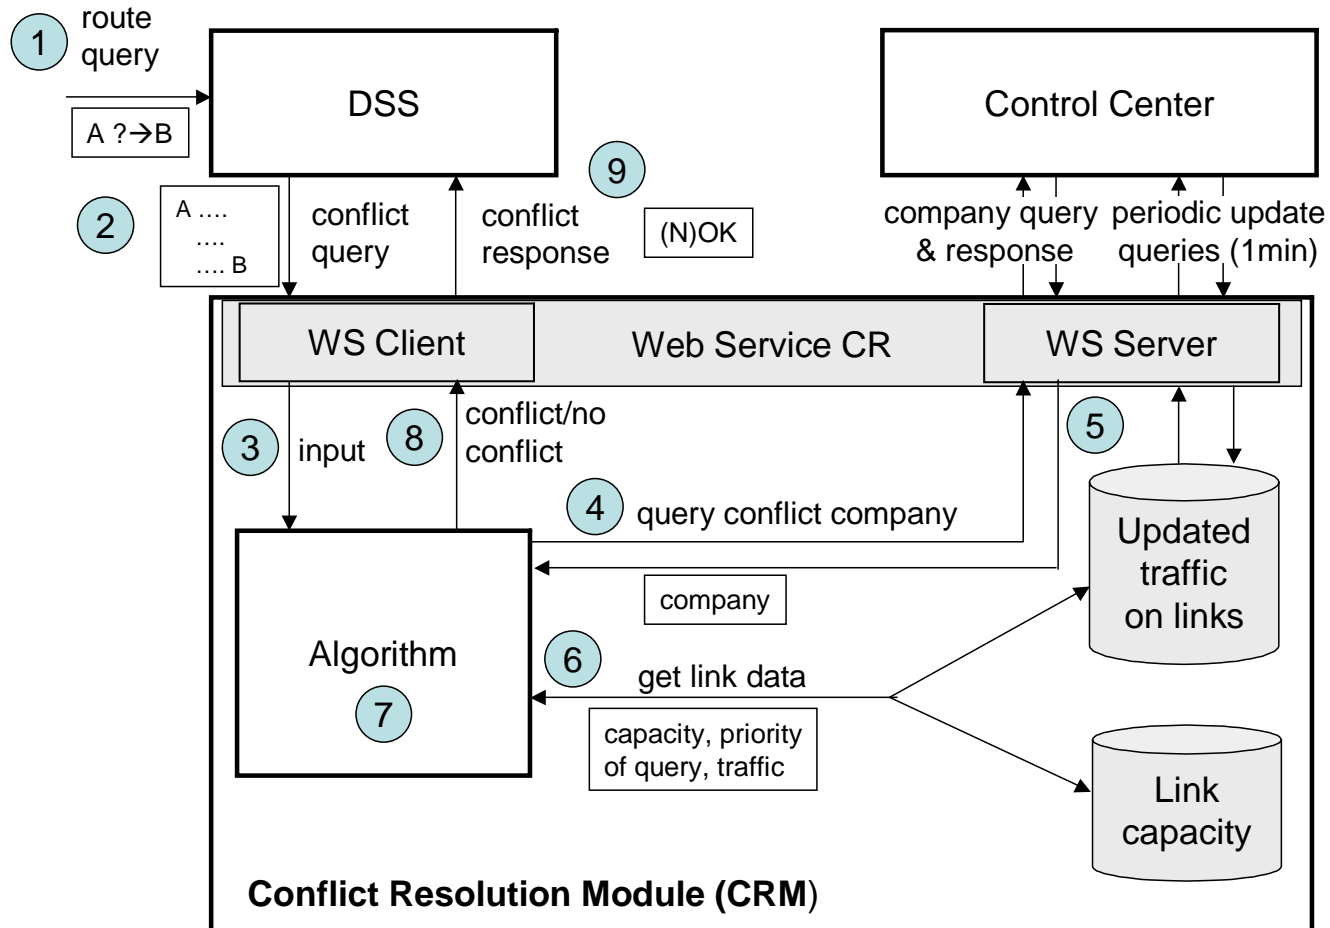 1
route
query
DSS
Control Center
A ?→B
9
2
A ....
....
.... B
conflict
query
conflict
response
(N)OK
company query
& response
periodic update
queries (1min)
WS Client
Web Service CR
WS Server
3
input
8
conflict/no
conflict
5
4
query conflict company
Updated
traffic
on links
company
Algorithm
6
get link data
7
capacity, priority
of query, traffic
Link
capacity
Conflict Resolution Module (CRM)